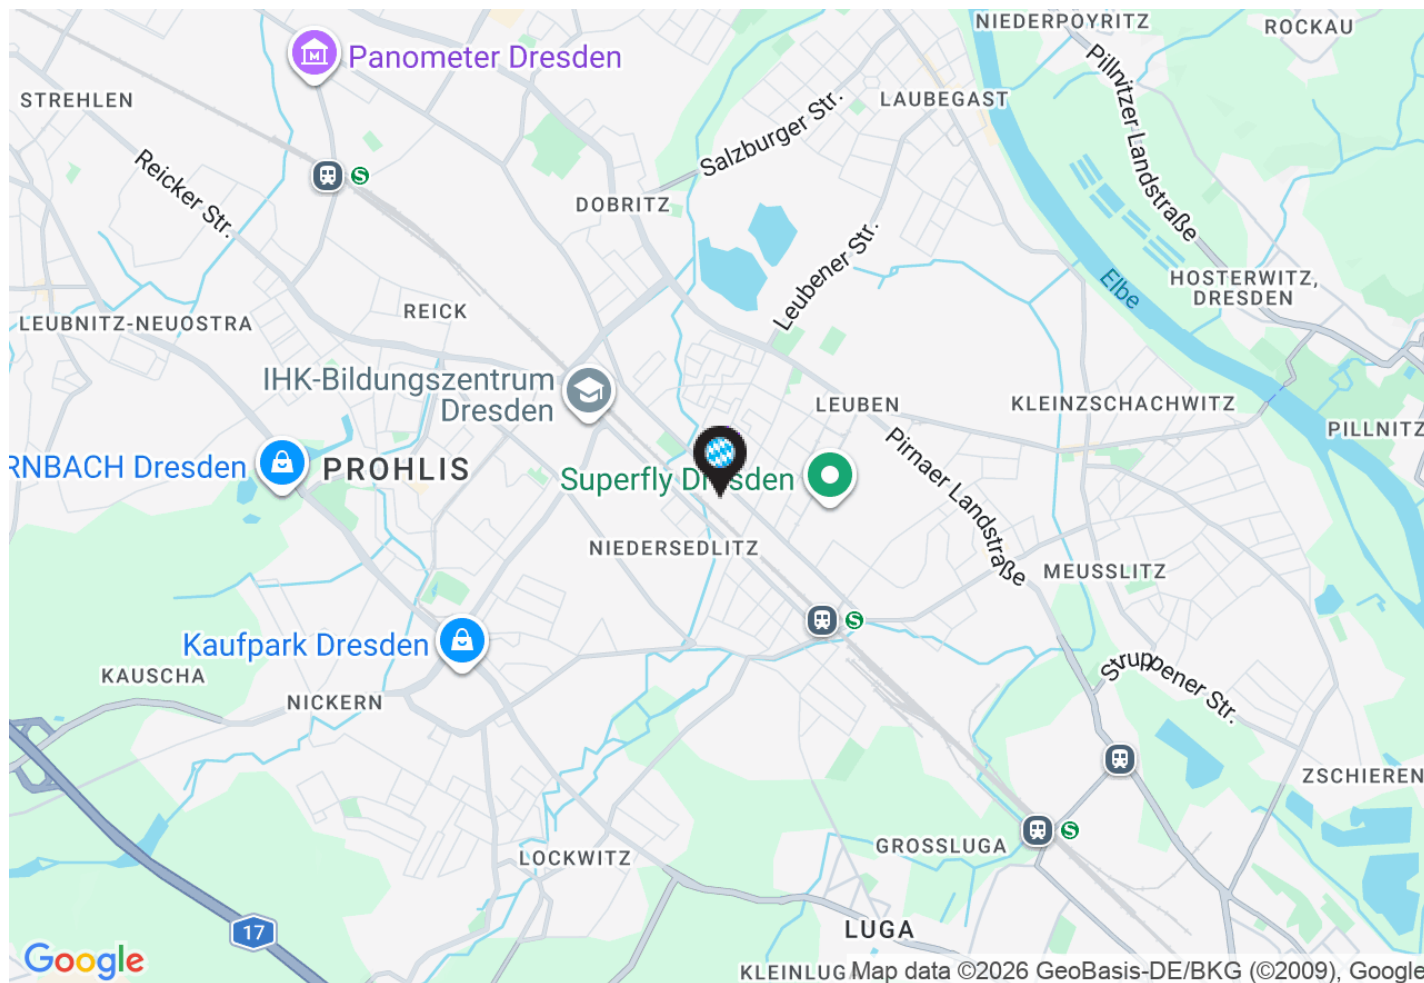 NIEDERPOYRITZ
ROCKAU
Panometer Dresden
STREHLEN
LAUBEGAST
Pillnitzer Landstraße
Salzburger Str.
Reicker Str.
S
DOBRITZ
Leubener Str.
Elbe
HOSTERWITZ,
DRESDEN
REICK
LEUBNITZ-NEUOSTRA
IHK-Bildungszentrum
Dresden
LEUBEN
KLEINZSCHACHWITZ
PILLNITZ
RNBACH Dresden
PROHLIS
Superfly Dresden
Pirnaer Landstraße
NIEDERSEDLITZ
MEUSSLITZ
S
Kaufpark Dresden
Struppener Str.
KAUSCHA
NICKERN
ZSCHIEREN
S
GROSSLUGA
LOCKWITZ
17
LUGA
Google
KLEINLUGA
Map data ©2026 GeoBasis-DE/BKG (©2009), Google